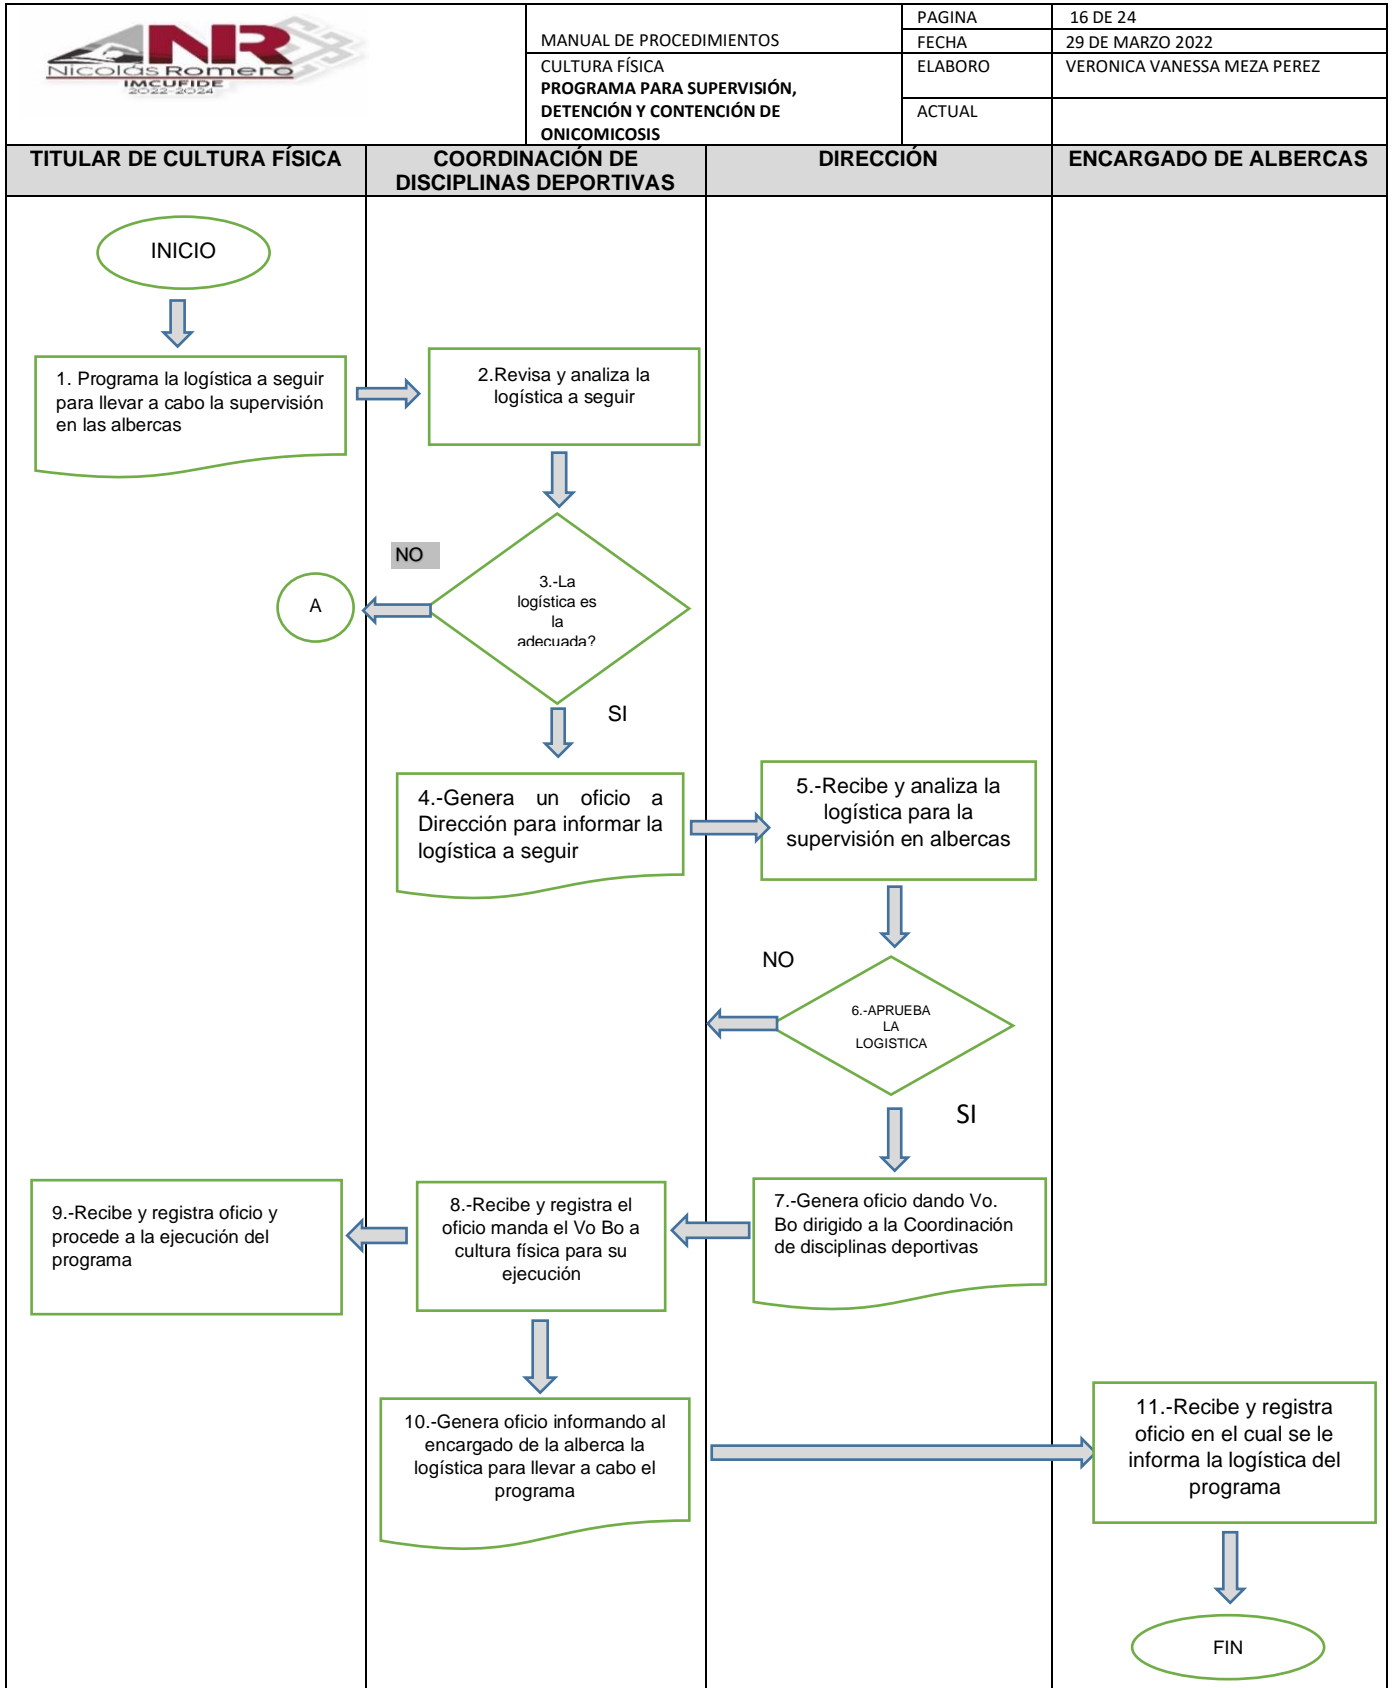 NR
Nicolás Romero
IMCUFIDE
2022-2024
MANUAL DE PROCEDIMIENTOS
CULTURA FÍSICA
PROGRAMA PARA SUPERVISIÓN,
DETENCIÓN Y CONTENCIÓN DE
ONICOMICOSIS
PAGINA 16 DE 24
FECHA 29 DE MARZO 2022
ELABORO VERONICA VANESSA MEZA PEREZ
ACTUAL
TITULAR DE CULTURA FÍSICA
COORDINACIÓN DE
DISCIPLINAS DEPORTIVAS
DIRECCIÓN
ENCARGADO DE ALBERCAS
INICIO
1. Programa la logística a seguir
para llevar a cabo la supervisión
en las albercas
2.Revisa y analiza la
logística a seguir
NO
3.-La
logística es
la
adecuada?
A
SI
4.-Genera un oficio a
Dirección para informar la
logística a seguir
5.-Recibe y analiza la
logística para la
supervisión en albercas
NO
6.-APRUEBA
LA
LOGISTICA
SI
7.-Genera oficio dando Vo.
Bo dirigido a la Coordinación
de disciplinas deportivas
8.-Recibe y registra el
oficio manda el Vo Bo a
cultura física para su
ejecución
9.-Recibe y registra oficio y
procede a la ejecución del
programa
10.-Genera oficio informando al
encargado de la alberca la
logística para llevar a cabo el
programa
11.-Recibe y registra
oficio en el cual se le
informa la logística del
programa
FIN